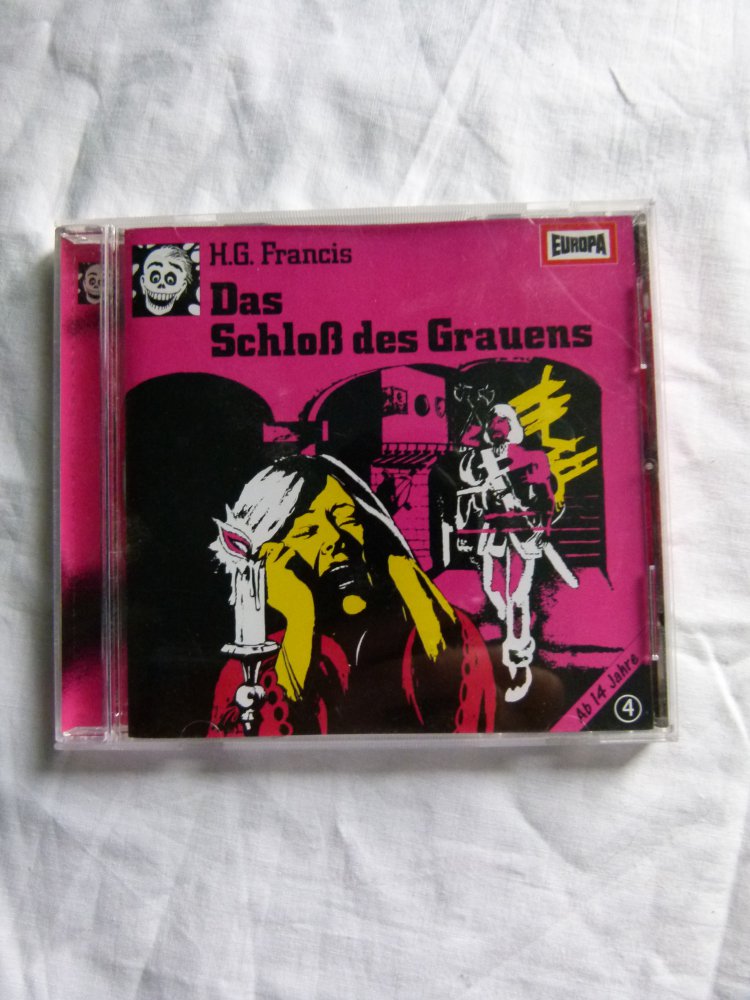 H.G. Francis
EUROPA
Das
Schloß des Grauens
Ab 14 Jahre
4